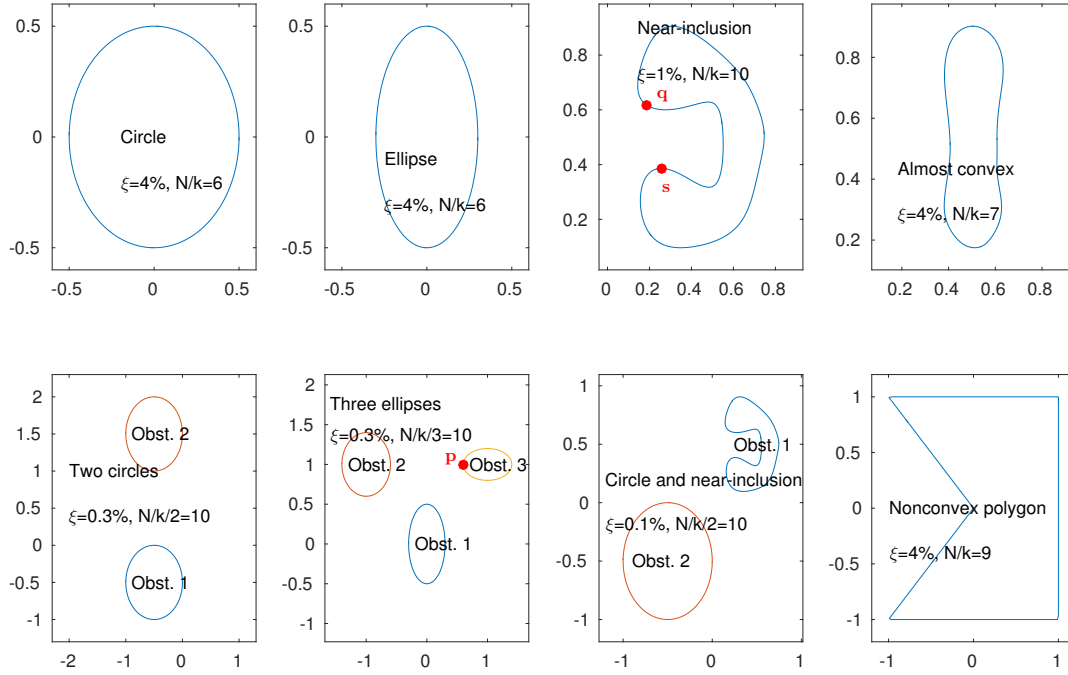 0.5
0
-0.5
-0.5
0
0.5
Circle
ξ=4%, N/k=6
0.5
0
-0.5
-0.5
0
0.5
Ellipse
ξ=4%, N/k=6
0.8
0.6
0.4
0.2
0
0.2
0.4
0.6
0.8
Near-inclusion
ξ=1%, N/k=10
q
s
0.8
0.6
0.4
0.2
0.2
0.4
0.6
0.8
Almost convex
ξ=4%, N/k=7
2
1.5
1
0.5
0
-0.5
-1
-2
-1
0
1
Obst. 2
Two circles
ξ=0.3%, N/k/2=10
Obst. 1
2
1.5
1
0.5
0
-0.5
-1
-1
0
1
Three ellipses
ξ=0.3%, N/k/3=10
p
Obst. 2
Obst. 3
Obst. 1
1
0.5
0
-0.5
-1
-1
0
1
Obst. 1
Circle and near-inclusion
ξ=0.1%, N/k/2=10
Obst. 2
1
0.5
0
-0.5
-1
-1
0
1
Nonconvex polygon
ξ=4%, N/k=9